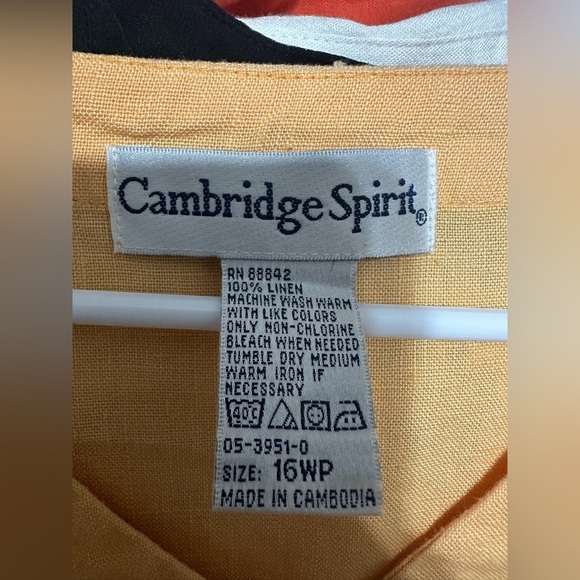 Cambridge Spirit®
RN 88842
100% LINEN
MACHINE WASH WARM
WITH LIKE COLORS
ONLY NON-CHLORINE
BLEACH WHEN NEEDED
TUMBLE DRY MEDIUM
WARM IRON IF
NECESSARY
40C
05-3951-0
SIZE: 16WP
MADE IN CAMBODIA